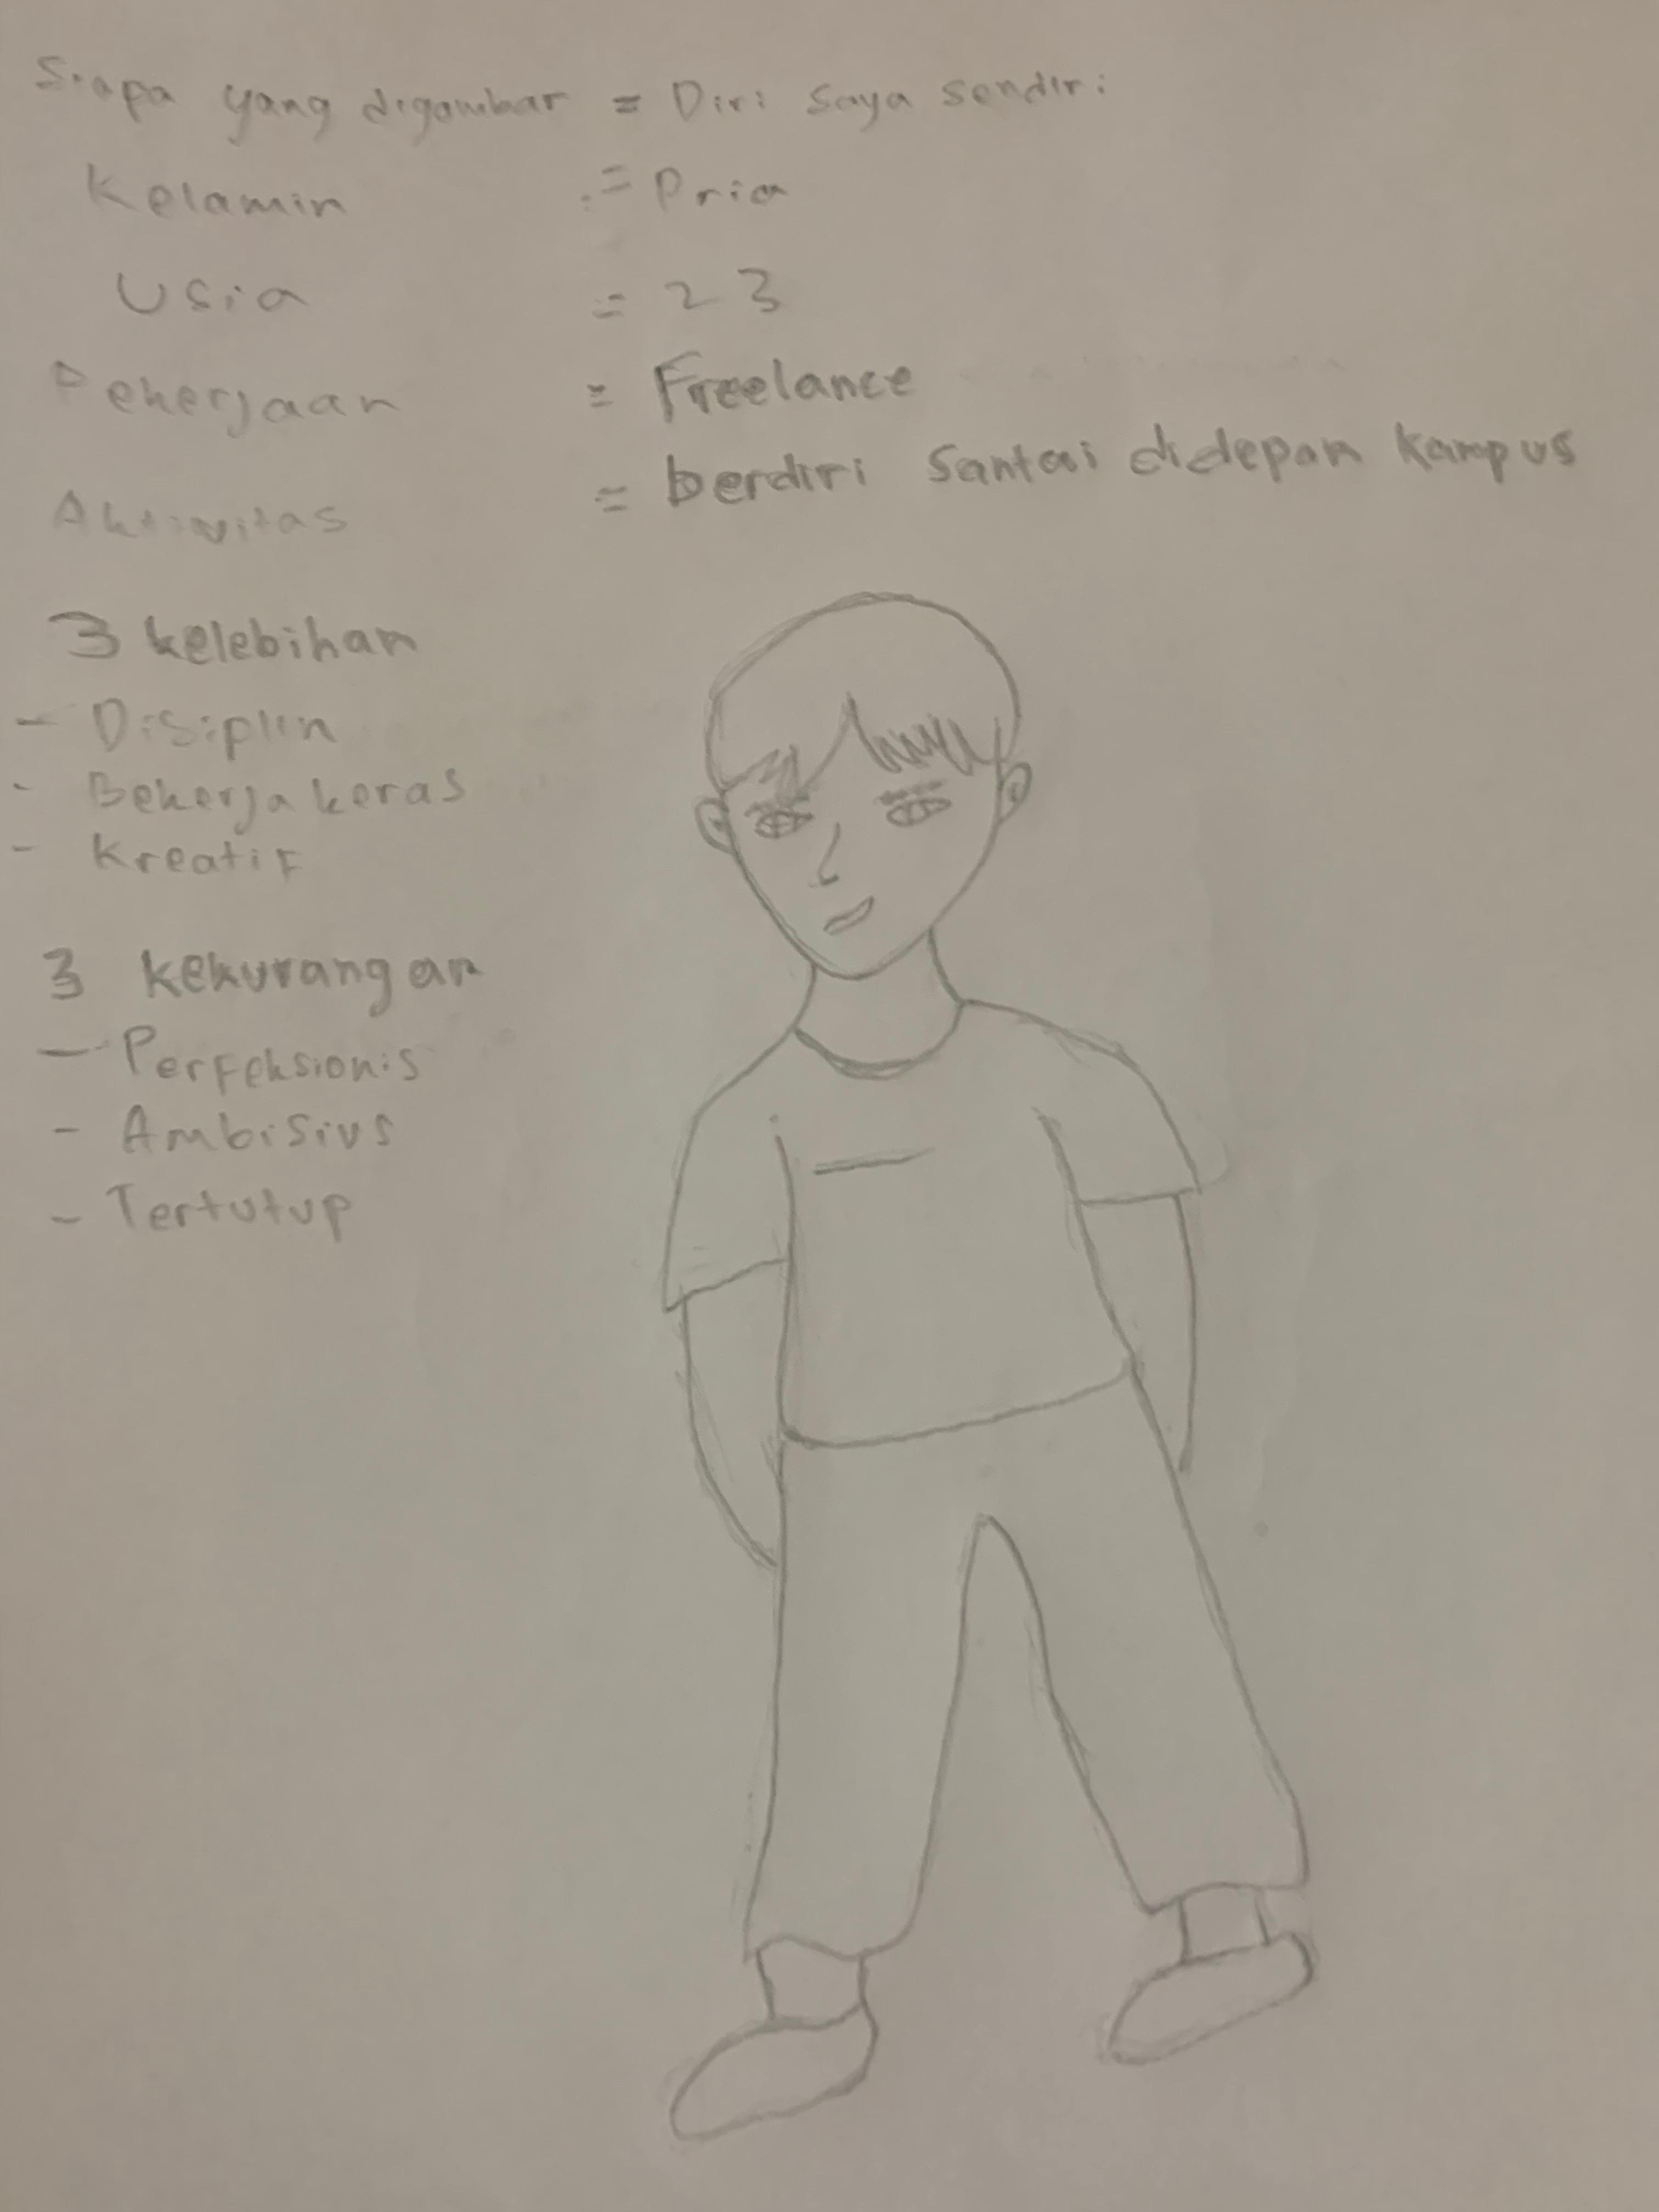 Siapa yang digambar = Diri Saya sendiri
Kelamin = Pria
Usia = 23
Pekerjaan = Freelance
Aktivitas = berdiri Santai didepan kampus
3 kelebihan
- Disiplin
- Bekerja keras
- Kreatif
3 kekurangan
- Perfeksionis
- Ambisius
- Tertutup